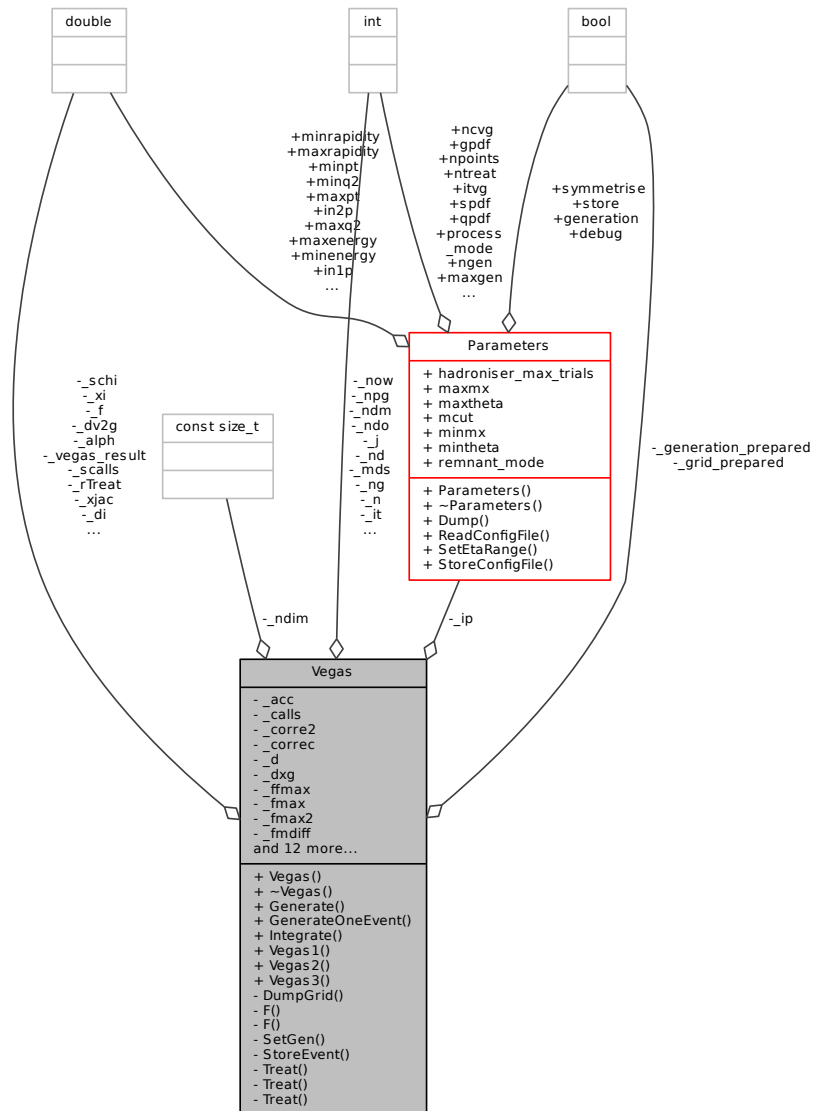 double
int
bool
+minrapidity
+maxrapidity
+minpt
+minq2
+maxpt
+in2p
+maxq2
+maxenergy
+minenergy
+in1p
...
+ncvg
+gpdf
+npoints
+ntreat
+itvg
+spdf
+qpdf
+process
_mode
+ngen
+maxgen
...
+symmetrise
+store
+generation
+debug
Parameters
+ hadroniser_max_trials
+ maxmx
+ maxtheta
+ mcut
+ minmx
+ mintheta
+ remnant_mode
+ Parameters()
+ ~Parameters()
+ Dump()
+ ReadConfigFile()
+ SetEtaRange()
+ StoreConfigFile()
-_schi
-_xi
-_f
-_dv2g
-_alph
-_vegas_result
-_scalls
-_rTreat
-_xjac
-_di
...
const size_t
-_now
-_npg
-_ndm
-_ndo
-_j
-_nd
-_mds
-_ng
-_n
-_it
...
-_generation_prepared
-_grid_prepared
-_ndim
-_ip
Vegas
- _acc
- _calls
- _corre2
- _correc
- _d
- _dxg
- _ffmax
- _fmax
- _fmax2
- _fmdiff
and 12 more...
+ Vegas()
+ ~Vegas()
+ Generate()
+ GenerateOneEvent()
+ Integrate()
+ Vegas1()
+ Vegas2()
+ Vegas3()
- DumpGrid()
- F()
- F()
- SetGen()
- StoreEvent()
- Treat()
- Treat()
- Treat()